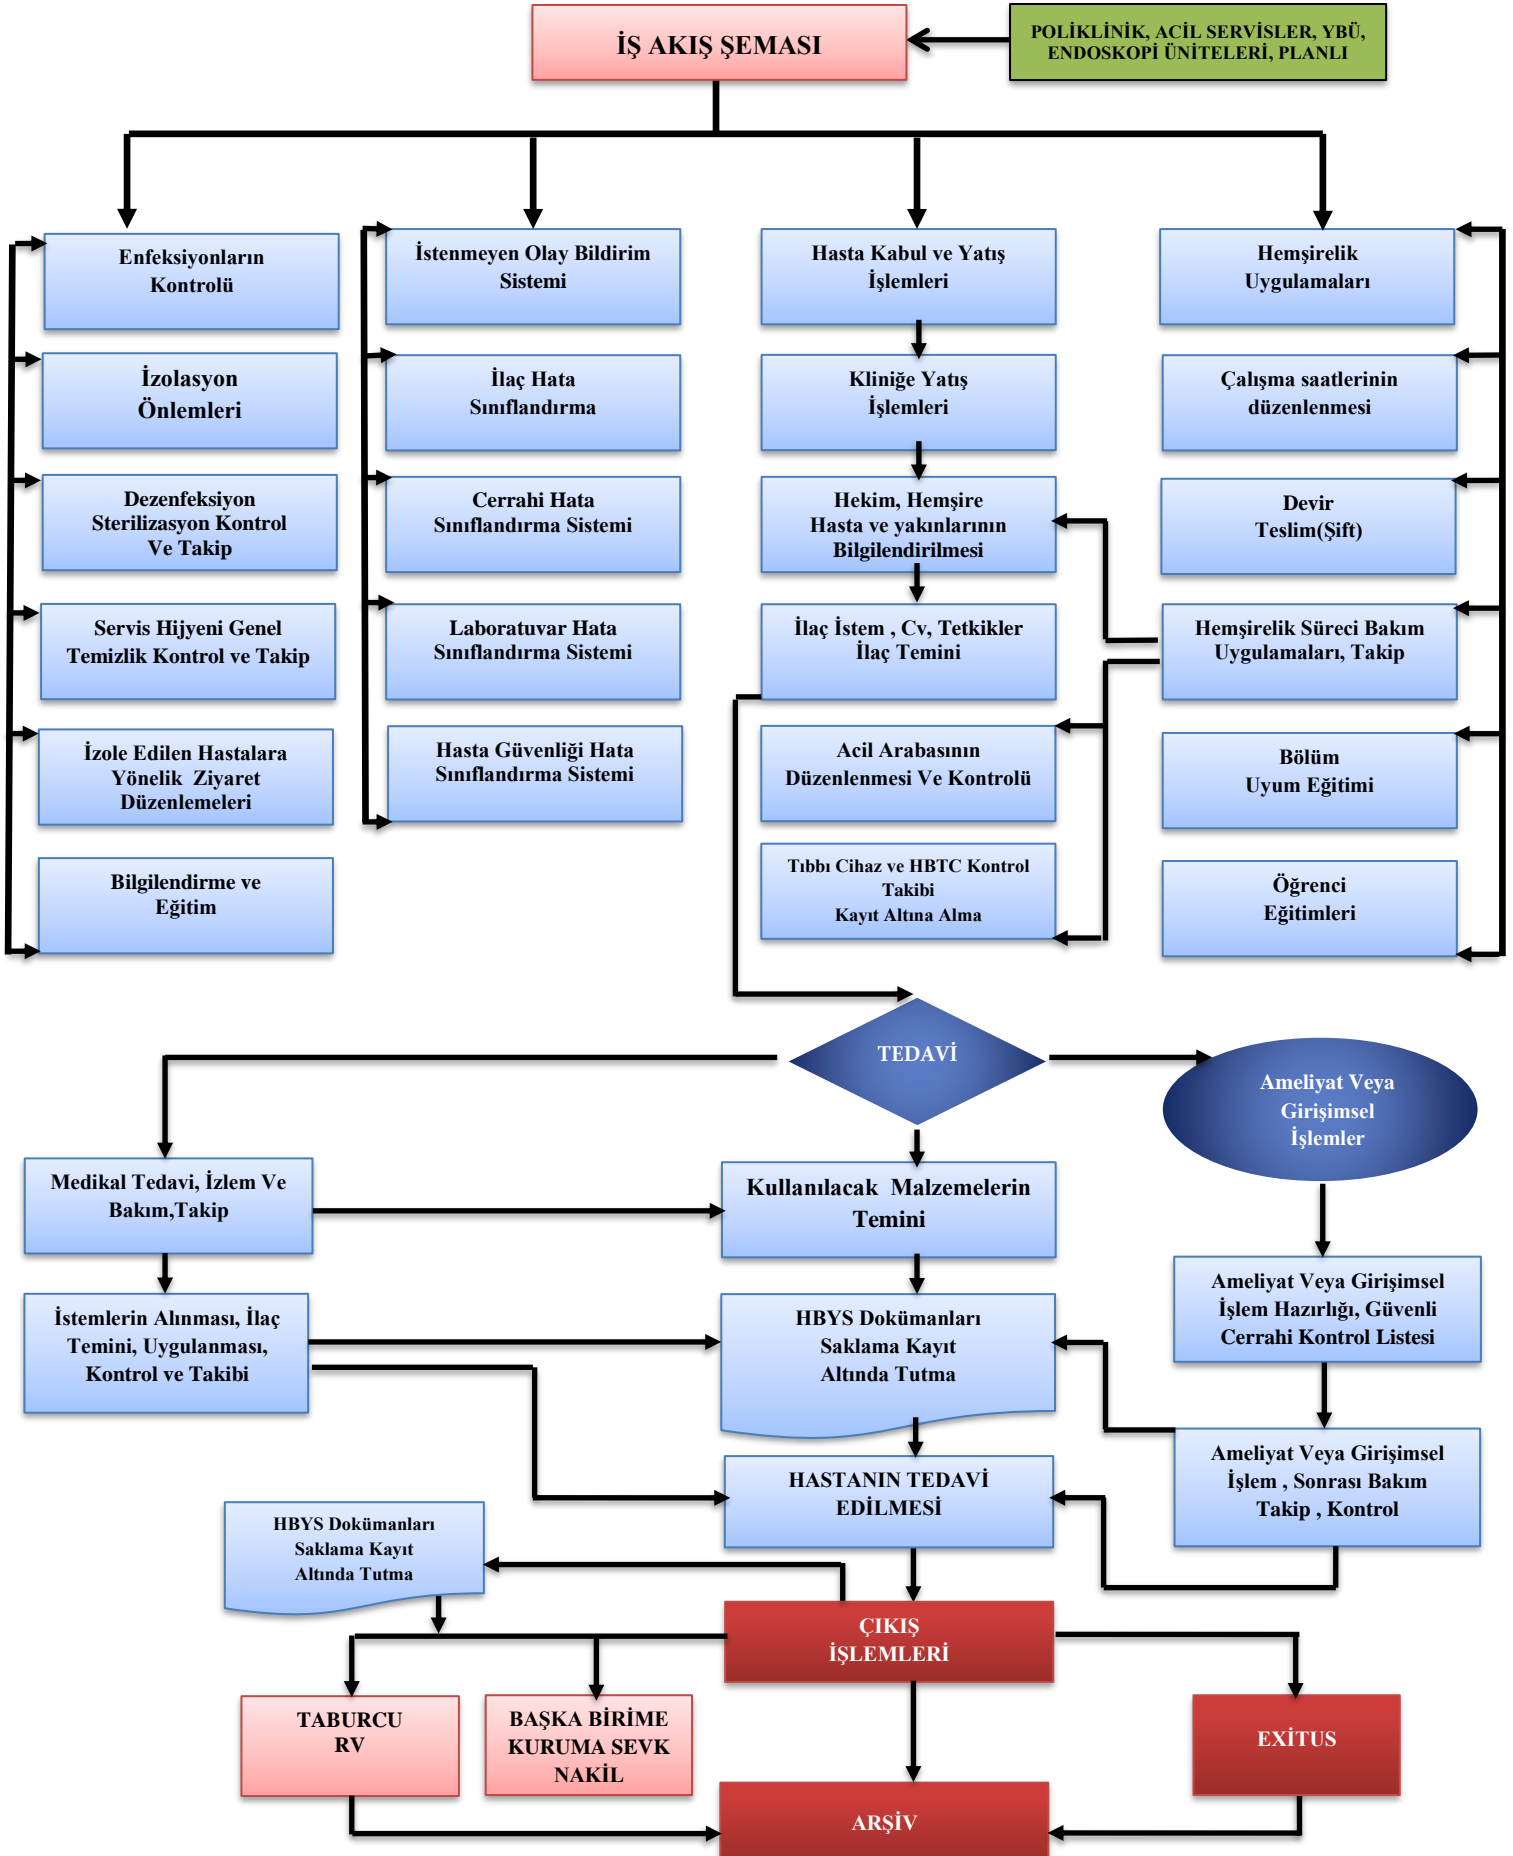 İŞ AKIŞ ŞEMASI
POLİKLİNİK, ACİL SERVİSLER, YBÜ,
ENDOSKOPİ ÜNİTELERİ, PLANLI
Enfeksiyonların
Kontrolü
İzolasyon
Önlemleri
Dezenfeksiyon
Sterilizasyon Kontrol
Ve Takip
Servis Hijyeni Genel
Temizlik Kontrol ve Takip
İzole Edilen Hastalara
Yönelik Ziyaret
Düzenlemeleri
Bilgilendirme ve
Eğitim
İstenmeyen Olay Bildirim
Sistemi
İlaç Hata
Sınıflandırma
Cerrahi Hata
Sınıflandırma Sistemi
Laboratuvar Hata
Sınıflandırma Sistemi
Hasta Güvenliği Hata
Sınıflandırma Sistemi
Hasta Kabul ve Yatış
İşlemleri
Kliniğe Yatış
İşlemleri
Hekim, Hemşire
Hasta ve yakınlarının
Bilgilendirilmesi
İlaç İstem , Cv, Tetkikler
İlaç Temini
Acil Arabasının
Düzenlenmesi Ve Kontrolü
Tıbbı Cihaz ve HBTC Kontrol
Takibi
Kayıt Altına Alma
Hemşirelik
Uygulamaları
Çalışma saatlerinin
düzenlenmesi
Devir
Teslim(Şift)
Hemşirelik Süreci Bakım
Uygulamaları, Takip
Bölüm
Uyum Eğitimi
Öğrenci
Eğitimleri
TEDAVİ
Ameliyat Veya
Girişimsel
İşlemler
Medikal Tedavi, İzlem Ve
Bakım,Takip
Kullanılacak Malzemelerin
Temini
İstemlerin Alınması, İlaç
Temini, Uygulanması,
Kontrol ve Takibi
HBYS Dokümanları
Saklama Kayıt
Altında Tutma
Ameliyat Veya Girişimsel
İşlem Hazırlığı, Güvenli
Cerrahi Kontrol Listesi
HASTANIN TEDAVİ
EDİLMESİ
Ameliyat Veya Girişimsel
İşlem , Sonrası Bakım
Takip , Kontrol
HBYS Dokümanları
Saklama Kayıt
Altında Tutma
ÇIKIŞ
İŞLEMLERİ
TABURCU
RV
BAŞKA BİRİME
KURUMA SEVK
NAKİL
EXİTUS
ARŞİV